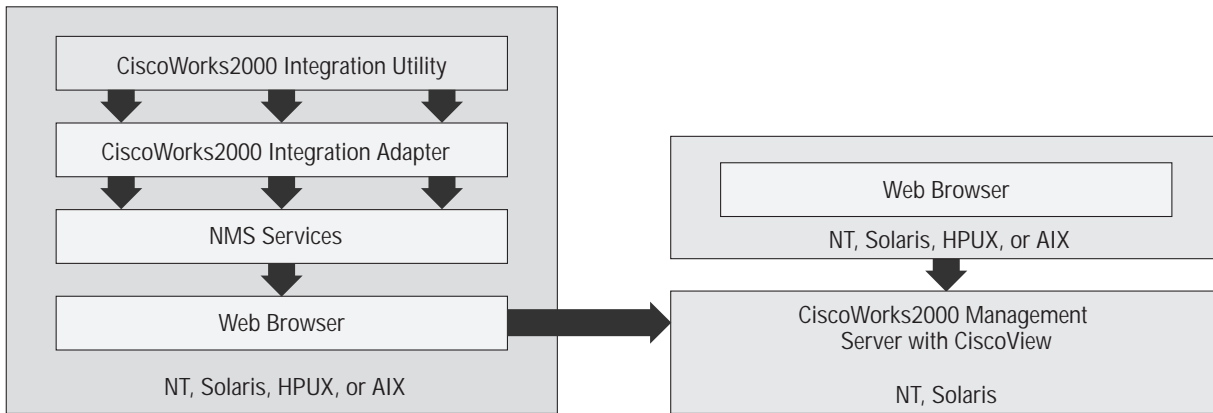 CiscoWorks2000 Integration Utility
CiscoWorks2000 Integration Adapter
NMS Services
Web Browser
NT, Solaris, HPUX, or AIX
Web Browser
NT, Solaris, HPUX, or AIX
CiscoWorks2000 Management
Server with CiscoView
NT, Solaris